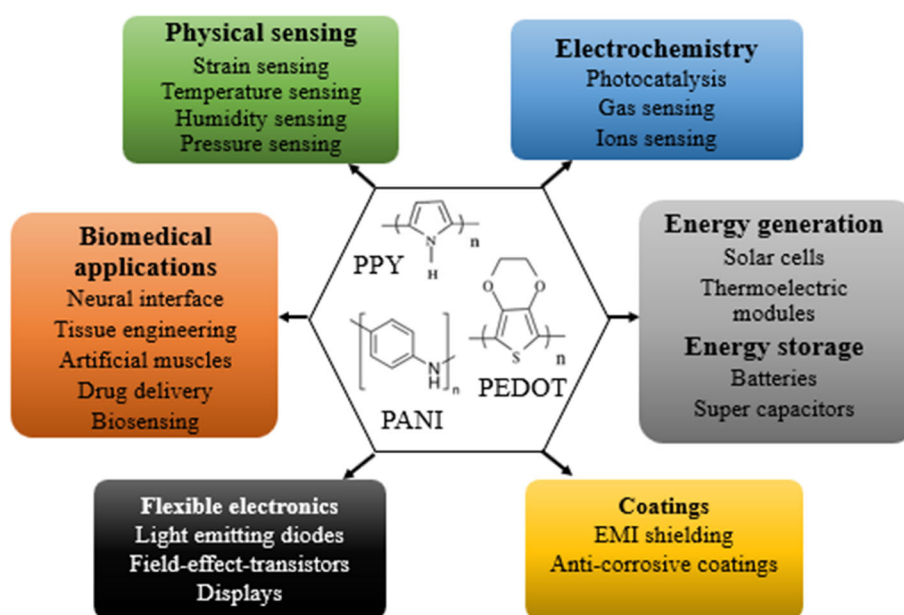 Physical sensing
Strain sensing
Temperature sensing
Humidity sensing
Pressure sensing
Electrochemistry
Photocatalysis
Gas sensing
Ions sensing
Biomedical
applications
Neural interface
Tissue engineering
Artificial muscles
Drug delivery
Biosensing
N
H
n
PPY
O
O
S
n
PEDOT
N
H
n
PANI
Energy generation
Solar cells
Thermoelectric
modules
Energy storage
Batteries
Super capacitors
Flexible electronics
Light emitting diodes
Field-effect-transistors
Displays
Coatings
EMI shielding
Anti-corrosive coatings